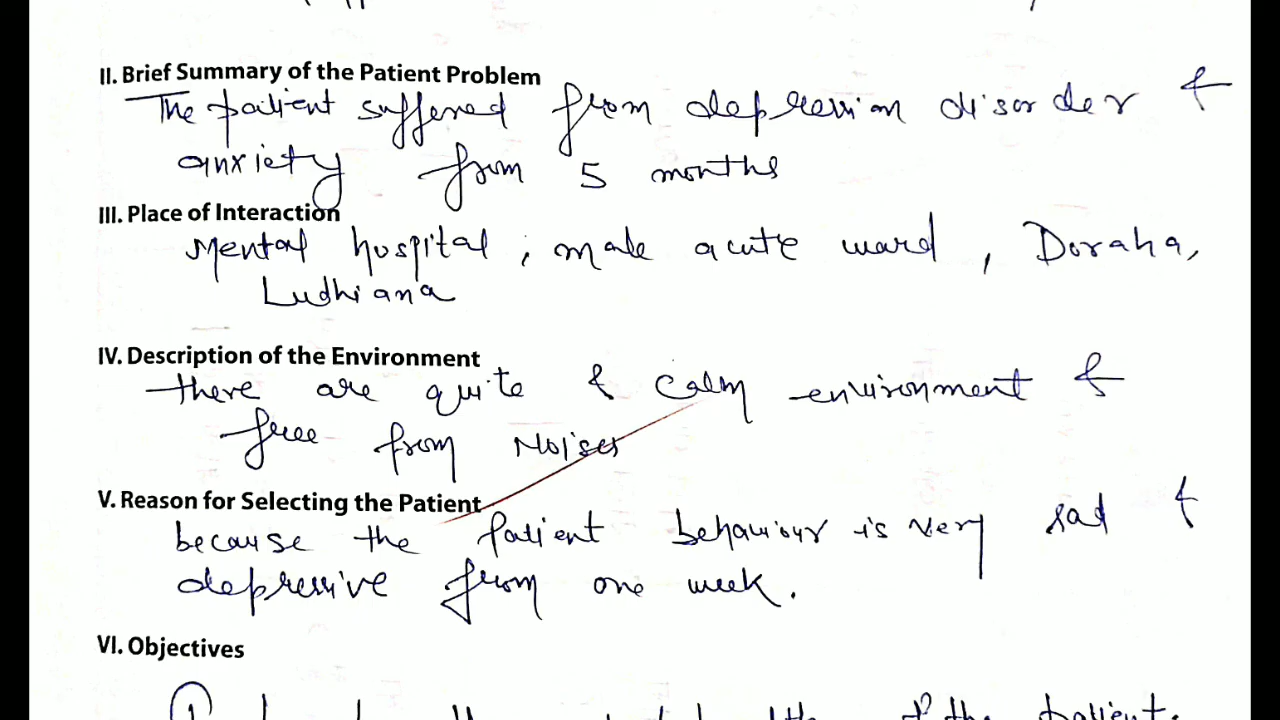 II. Brief Summary of the Patient Problem
The patient suffered from depression disorder &
anxiety from 5 months
III. Place of Interaction
Mental hospital, male acute ward, Doraha,
Ludhiana
IV. Description of the Environment
there are quite & calm environment &
free from Noises
V. Reason for Selecting the Patient
because the patient behaviour is very sad &
depressive from one week.
VI. Objectives
of the patient.